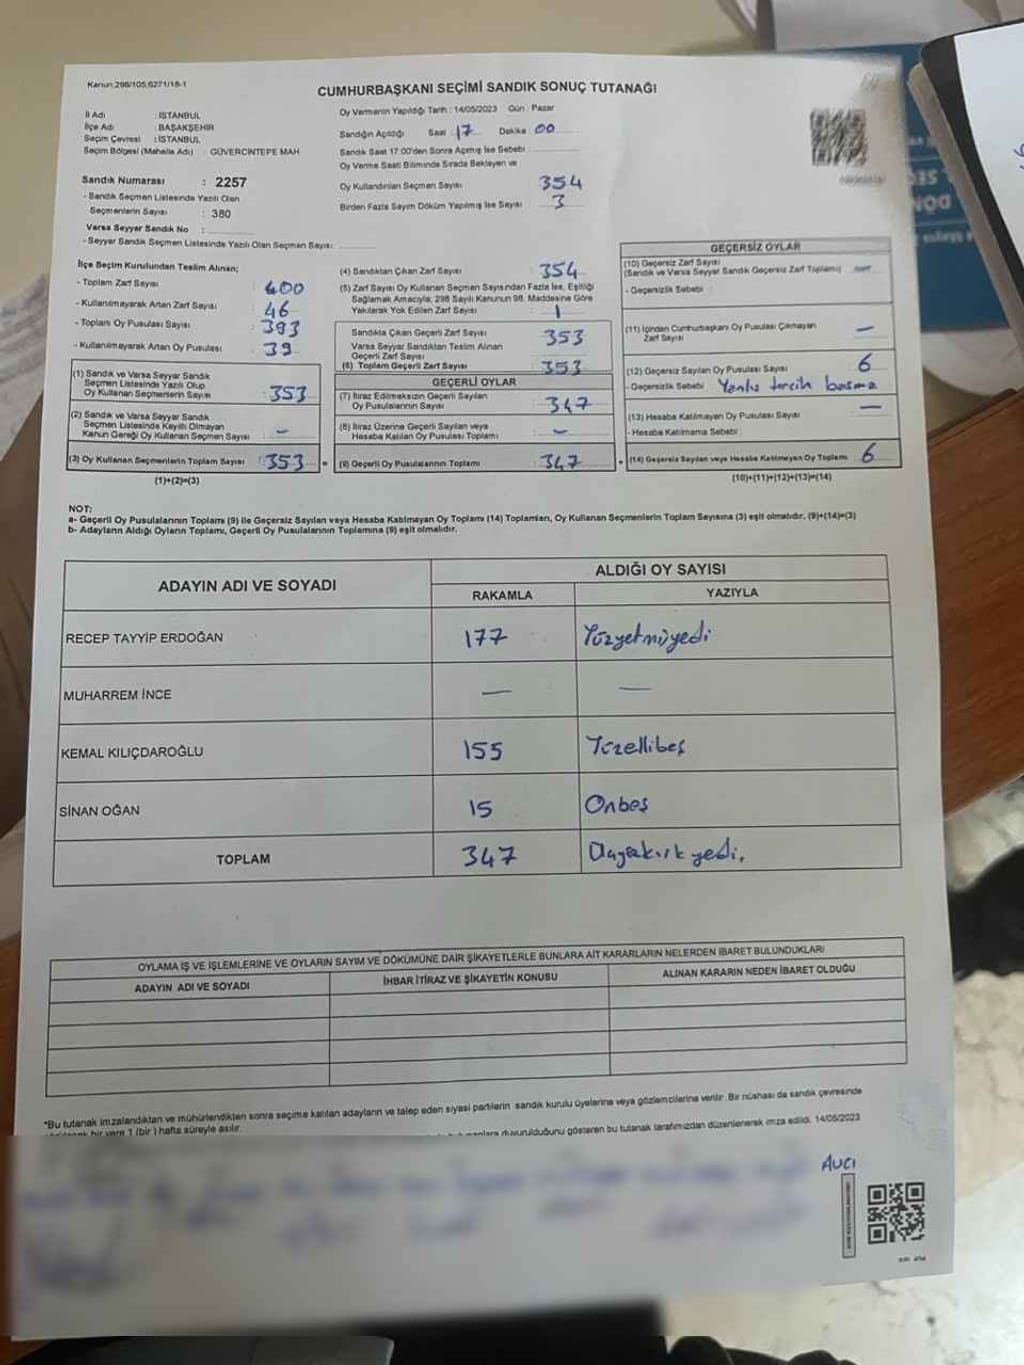 Kanun:298/105,6271/18-1
CUMHURBAŞKANI SEÇİMİ SANDIK SONUÇ TUTANAĞI
İl Adı : İSTANBUL
İlçe Adı : BAŞAKŞEHİR
Seçim Çevresi : İSTANBUL
Seçim Bölgesi (Mahalle Adı) : GÜVERCİNTEPE MAH
Sandık Numarası : 2257
- Sandık Seçmen Listesinde Yazılı Olan
Seçmenlerin Sayısı : 380
Varsa Seyyar Sandık No :
- Seyyar Sandık Seçmen Listesinde Yazılı Olan Seçmen Sayısı:
Oy Vermenin Yapıldığı Tarih : 14/05/2023 Gün : Pazar
Sandığın Açıldığı Saat : 17 Dakika : 00
Sandık Saat 17:00'den Sonra Açmış İse Sebebi :
Oy Verme Saati Bitiminde Sırada Bekleyen ve
Oy Kullandırılan Seçmen Sayısı : 354
Birden Fazla Sayım Döküm Yapılmış İse Sayısı : 3
İlçe Seçim Kurulundan Teslim Alınan;
- Toplam Zarf Sayısı : 400
- Kullanılmayarak Artan Zarf Sayısı : 46
- Toplam Oy Pusulası Sayısı : 393
- Kullanılmayarak Artan Oy Pusulası : 39
(1) Sandık ve Varsa Seyyar Sandık
Seçmen Listesinde Yazılı Olup
Oy Kullanan Seçmenlerin Sayısı : 353
(2) Sandık ve Varsa Seyyar Sandık
Seçmen Listesinde Kayıtlı Olmayan
Kanun Gereği Oy Kullanan Seçmen Sayısı : -
(3) Oy Kullanan Seçmenlerin Toplam Sayısı : 353 =
(1)+(2)=(3)
(4) Sandıktan Çıkan Zarf Sayısı : 354
(5) Zarf Sayısı Oy Kullanan Seçmen Sayısından Fazla İse, Eşitliği
Sağlamak Amacıyla; 298 Sayılı Kanunun 98. Maddesine Göre
Yakılarak Yok Edilen Zarf Sayısı : 1
Sandıkta Çıkan Geçerli Zarf Sayısı : 353
Varsa Seyyar Sandıktan Teslim Alınan
Geçerli Zarf Sayısı :
(6) Toplam Geçerli Zarf Sayısı : 353
GEÇERLİ OYLAR
(7) İtiraz Edilmeksizin Geçerli Sayılan
Oy Pusulalarının Sayısı : 347
(8) İtiraz Üzerine Geçerli Sayılan veya
Hesaba Katılan Oy Pusulası Toplamı : -
(9) Geçerli Oy Pusulalarının Toplamı : 347 +
GEÇERSİZ OYLAR
(10) Geçersiz Zarf Sayısı
(Sandık ve Varsa Seyyar Sandık Geçersiz Zarf Toplamı) : -
- Geçersizlik Sebebi :
(11) İçinden Cumhurbaşkanı Oy Pusulası Çıkmayan
Zarf Sayısı : -
(12) Geçersiz Sayılan Oy Pusulası Sayısı : 6
- Geçersizlik Sebebi Yanlış tercih basma
(13) Hesaba Katılmayan Oy Pusulası Sayısı : -
- Hesaba Katılmama Sebebi :
(14) Geçersiz Sayılan veya Hesaba Katılmayan Oy Toplamı : 6
(10)+(11)+(12)+(13)=(14)
NOT:
a- Geçerli Oy Pusulalarının Toplamı (9) ile Geçersiz Sayılan veya Hesaba Katılmayan Oy Toplamı (14) Toplamları, Oy Kullanan Seçmenlerin Toplam Sayısına (3) eşit olmalıdır. (9)+(14)=(3)
b- Adayların Aldığı Oyların Toplamı, Geçerli Oy Pusulalarının Toplamına (9) eşit olmalıdır.
ADAYIN ADI VE SOYADI
ALDIĞI OY SAYISI
RAKAMLA YAZIYLA
RECEP TAYYİP ERDOĞAN 177 Yüzyetmişyedi
MUHARREM İNCE - -
KEMAL KILIÇDAROĞLU 155 Yüzellibeş
SİNAN OĞAN 15 Onbeş
TOPLAM 347 Üçyüzkırkyedi.
OYLAMA İŞ VE İŞLEMLERİNE VE OYLARIN SAYIM VE DÖKÜMÜNE DAİR ŞİKAYETLERLE BUNLARA AİT KARARLARIN NELERDEN İBARET BULUNDUKLARI
ADAYIN ADI VE SOYADI İHBAR İTİRAZ VE ŞİKAYETİN KONUSU ALINAN KARARIN NEDEN İBARET OLDUĞU
*Bu tutanak imzalandıktan ve mühürlendikten sonra seçime katılan adayların ve talep eden siyasi partilerin sandık kurulu üyelerine veya gözlemcilerine verilir. Bir nüshası da sandık çevresinde
bir yere 1 (bir) hafta süreyle asılır. duyurulduğunu gösteren bu tutanak tarafımızdan düzenlenerek imza edildi. 14/05/2023
AVCI